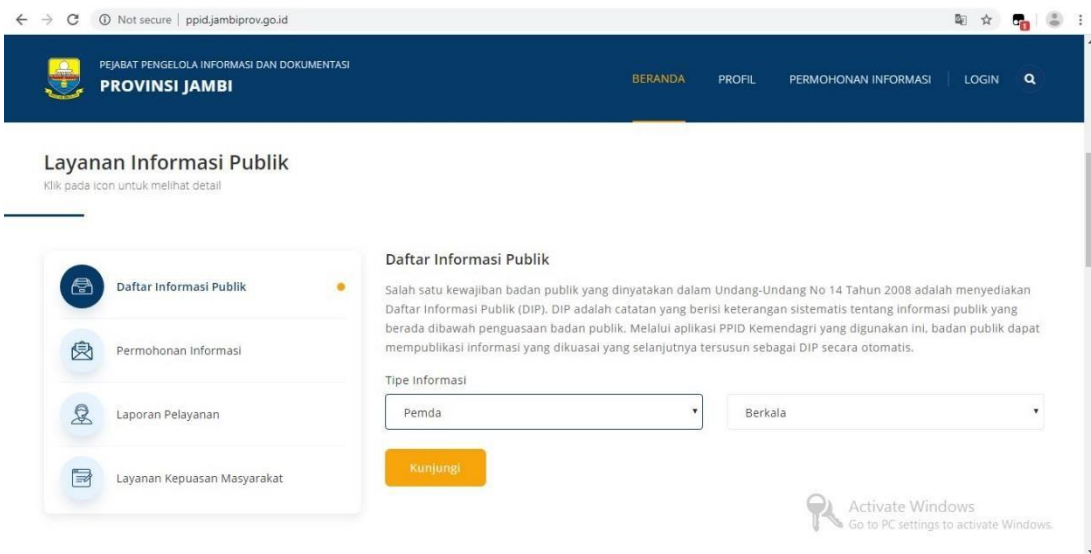 Not secure | ppid.jambiprov.go.id
PEJABAT PENGELOLA INFORMASI DAN DOKUMENTASI
PROVINSI JAMBI
BERANDA PROFIL PERMOHONAN INFORMASI LOGIN
Layanan Informasi Publik
Klik pada icon untuk melihat detail
Daftar Informasi Publik
Permohonan Informasi
Laporan Pelayanan
Layanan Kepuasan Masyarakat
Daftar Informasi Publik
Salah satu kewajiban badan publik yang dinyatakan dalam Undang-Undang No 14 Tahun 2008 adalah menyediakan
Daftar Informasi Publik (DIP). DIP adalah catatan yang berisi keterangan sistematis tentang informasi publik yang
berada dibawah penguasaan badan publik. Melalui aplikasi PPID Kemendagri yang digunakan ini, badan publik dapat
mempublikasi informasi yang dikuasai yang selanjutnya tersusun sebagai DIP secara otomatis.
Tipe Informasi
Pemda Berkala
Kunjungi
Activate Windows
Go to PC settings to activate Windows.